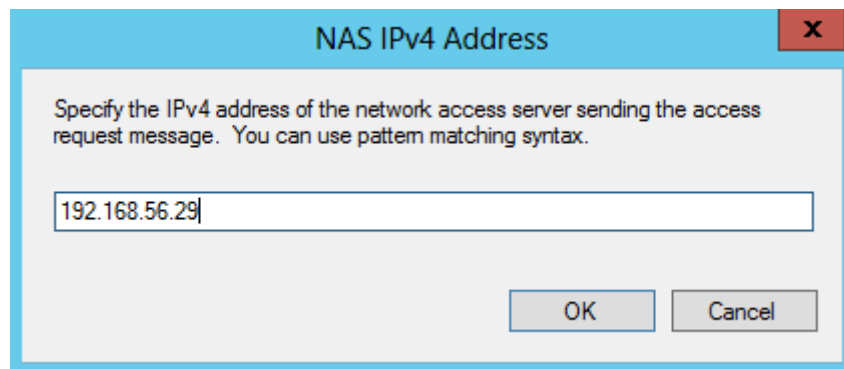 NAS IPv4 Address
x
Specify the IPv4 address of the network access server sending the access
request message.  You can use pattern matching syntax.
192.168.56.29
OK
Cancel